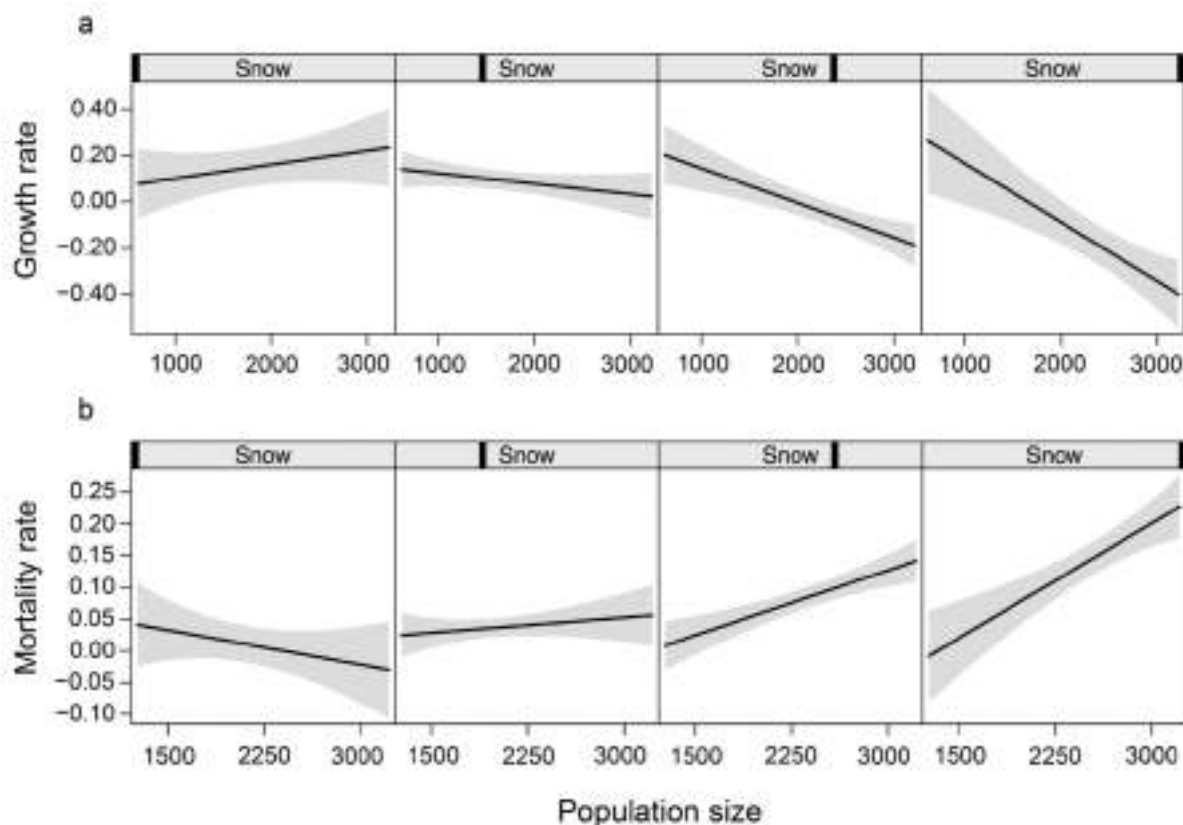 a
Snow Snow Snow Snow
Growth rate
0.40
0.20
0.00
−0.20
−0.40
1000 2000 3000 1000 2000 3000 1000 2000 3000 1000 2000 3000
b
Snow Snow Snow Snow
Mortality rate
0.25
0.20
0.15
0.10
0.05
0.00
−0.05
−0.10
1500 2250 3000 1500 2250 3000 1500 2250 3000 1500 2250 3000
Population size